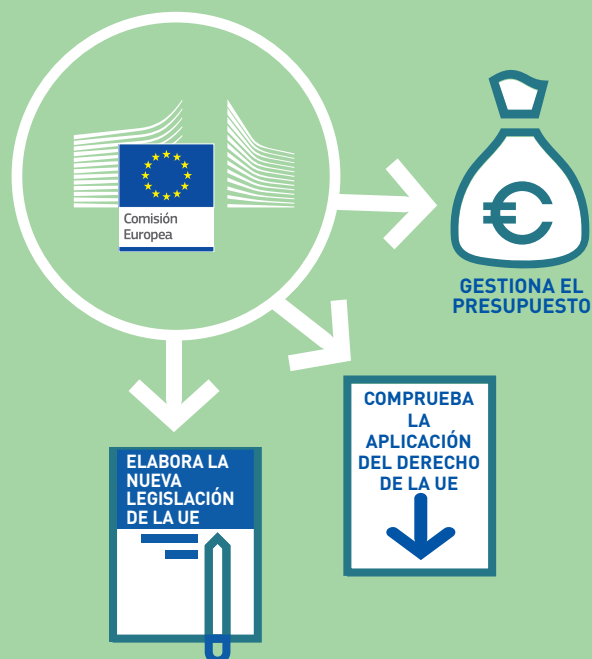 Comisión
Europea
€
GESTIONA EL
PRESUPUESTO
COMPRUEBA
LA
APLICACIÓN
DEL DERECHO
DE LA UE
ELABORA LA
NUEVA
LEGISLACIÓN
DE LA UE